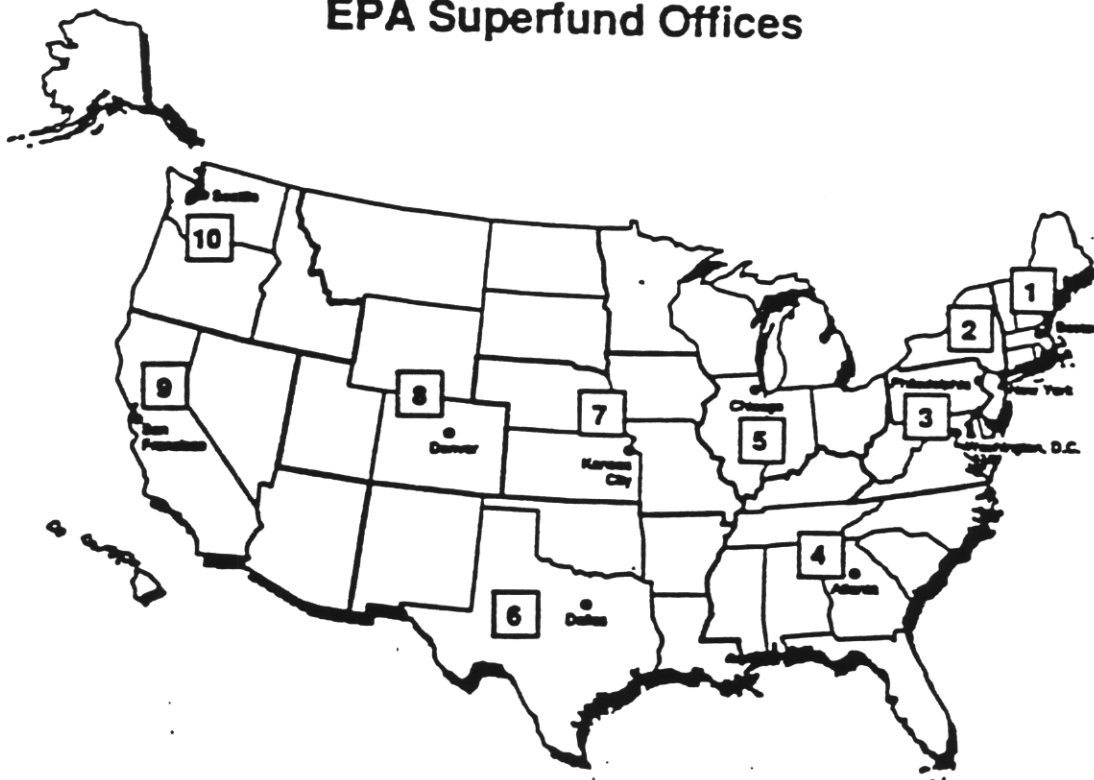 EPA Superfund Offices
Seattle
10
1
2
Boston
9
8
7
Philadelphia
New York
Chicago
3
San
Francisco
Denver
5
Washington, D.C.
Kansas
City
4
Atlanta
6
Dallas